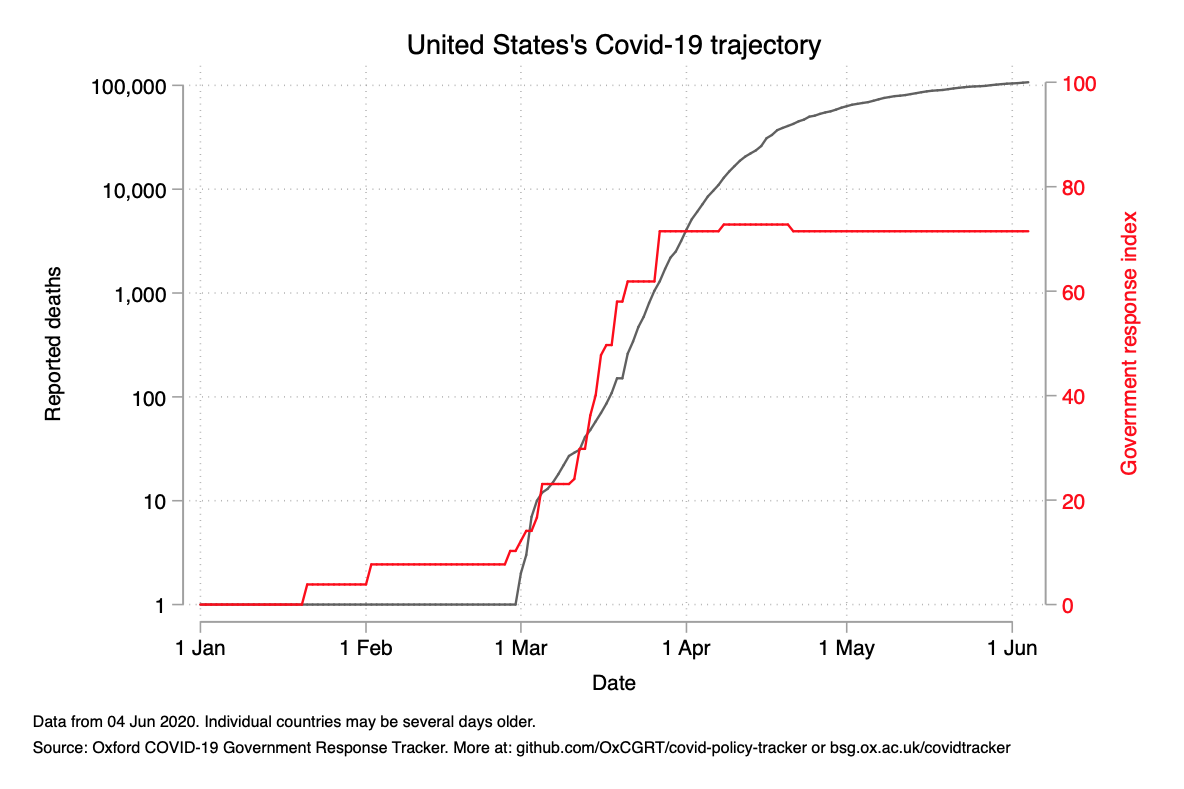 United States's Covid-19 trajectory
100,000
10,000
1,000
100
10
1
Reported deaths
100
80
60
40
20
0
Government response index
1 Jan 1 Feb 1 Mar 1 Apr 1 May 1 Jun
Date
Data from 04 Jun 2020. Individual countries may be several days older.
Source: Oxford COVID-19 Government Response Tracker. More at: github.com/OxCGRT/covid-policy-tracker or bsg.ox.ac.uk/covidtracker